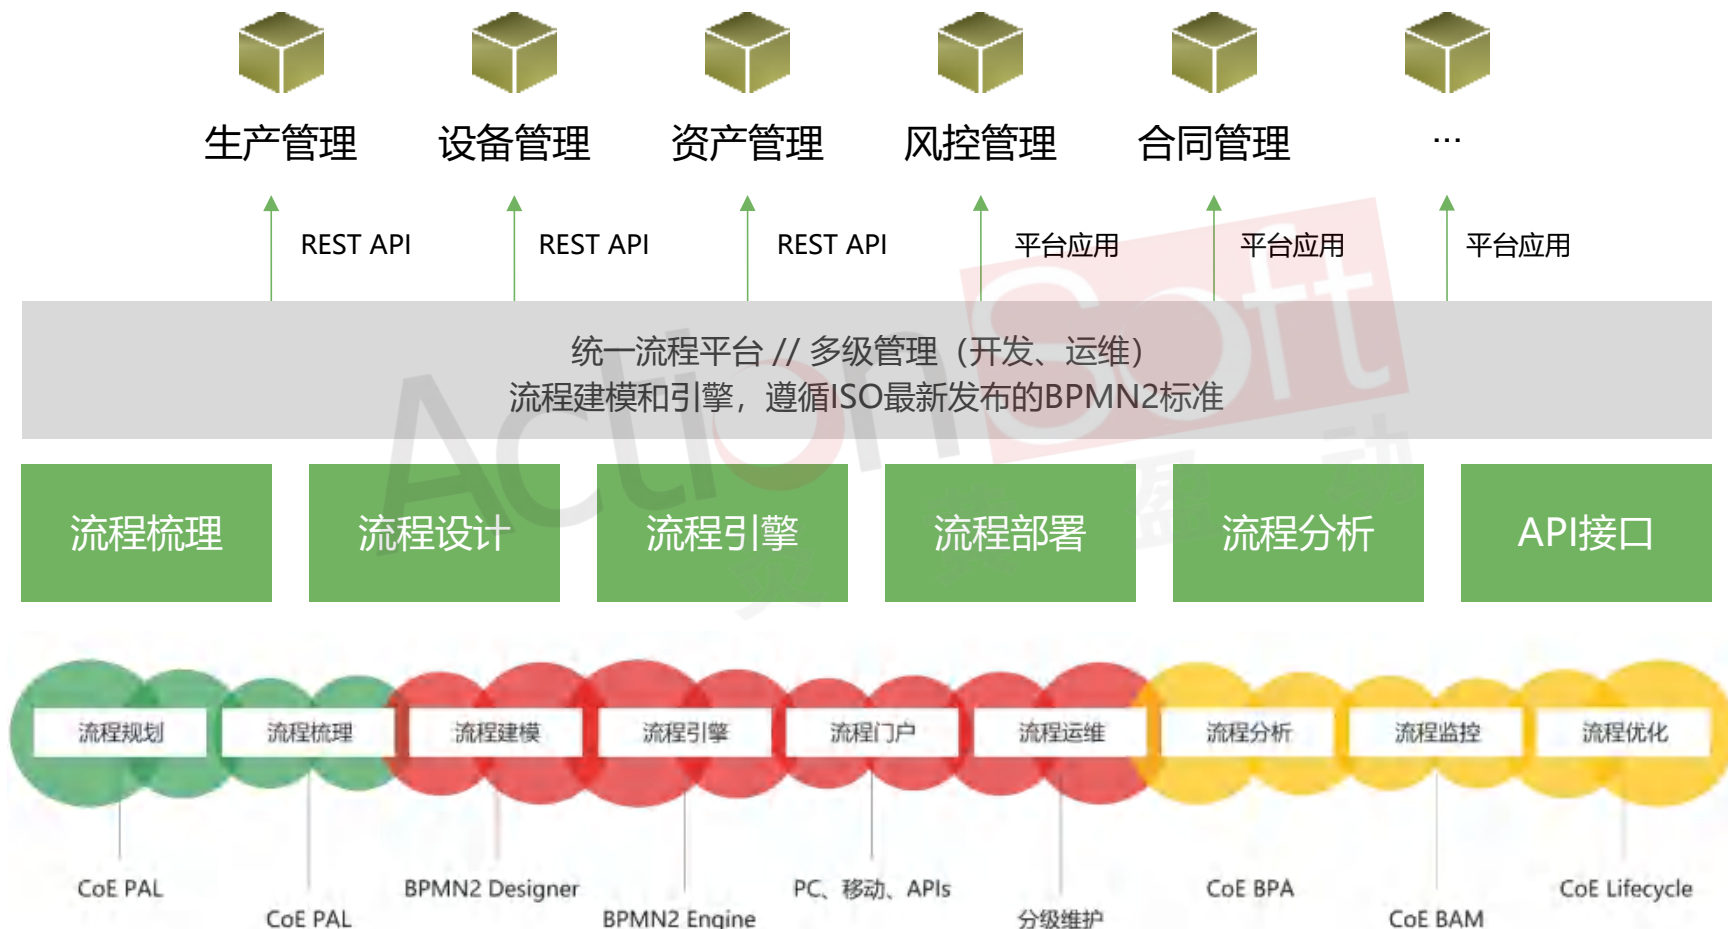 生产管理
设备管理
资产管理
风控管理
合同管理
...
REST API
REST API
REST API
平台应用
平台应用
平台应用
统一流程平台 // 多级管理（开发、运维）
流程建模和引擎，遵循ISO最新发布的BPMN2标准
ActionSoft
炎黄盈动
流程梳理
流程设计
流程引擎
流程部署
流程分析
API接口
流程规划
流程梳理
流程建模
流程引擎
流程门户
流程运维
流程分析
流程监控
流程优化
CoE PAL
CoE PAL
BPMN2 Designer
BPMN2 Engine
PC、移动、APIs
分级维护
CoE BPA
CoE BAM
CoE Lifecycle